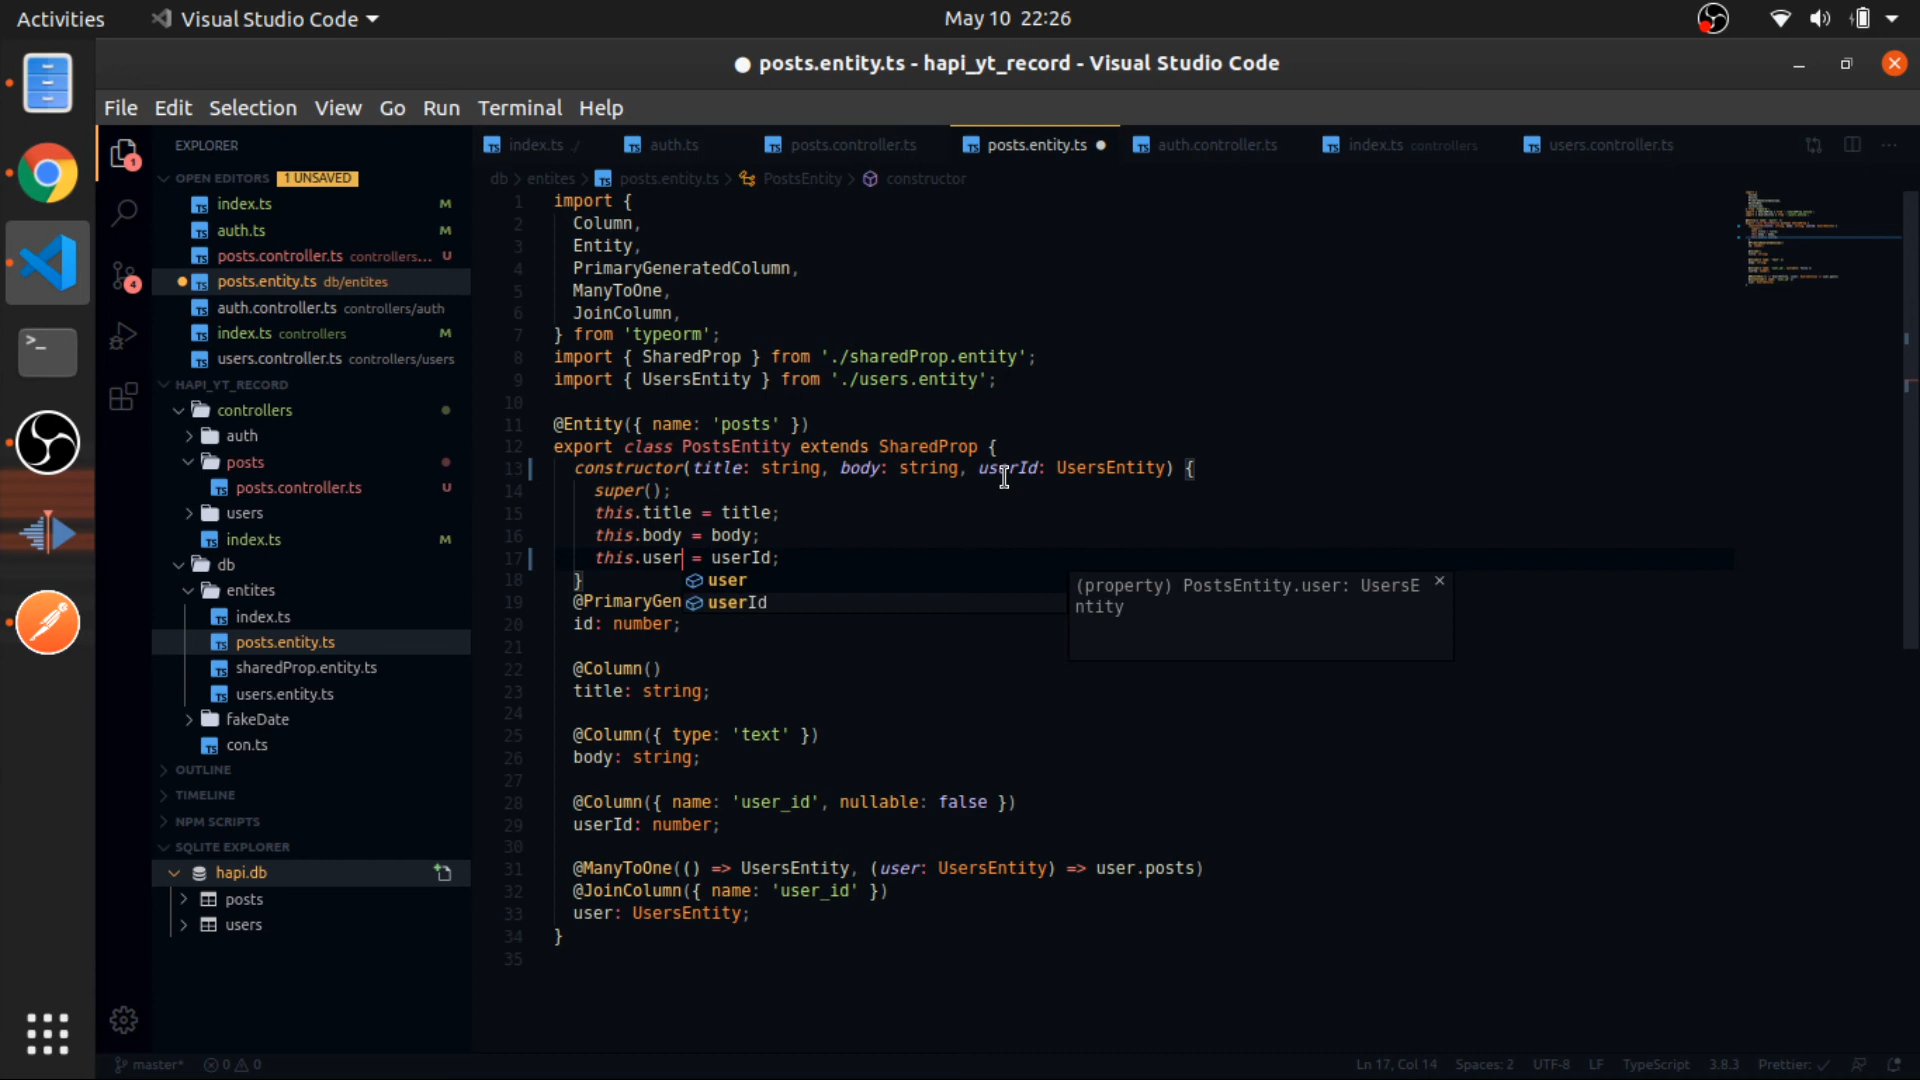 Activities
Visual Studio Code
May 10 22:26
posts.entity.ts - hapi_yt_record - Visual Studio Code
File Edit Selection View Go Run Terminal Help
EXPLORER
OPEN EDITORS 1 UNSAVED
index.ts M
auth.ts M
posts.controller.ts controllers... U
posts.entity.ts db/entites
auth.controller.ts controllers/auth
index.ts controllers M
users.controller.ts controllers/users
HAPI_YT_RECORD
controllers
auth
posts
posts.controller.ts U
users
index.ts M
db
entites
index.ts
posts.entity.ts
sharedProp.entity.ts
users.entity.ts
fakeDate
con.ts
OUTLINE
TIMELINE
NPM SCRIPTS
SQLITE EXPLORER
hapi.db
posts
users
1
4
index.ts ./ auth.ts posts.controller.ts posts.entity.ts auth.controller.ts index.ts controllers users.controller.ts
db > entites > posts.entity.ts > PostsEntity > constructor
1 import {
2 Column,
3 Entity,
4 PrimaryGeneratedColumn,
5 ManyToOne,
6 JoinColumn,
7 } from 'typeorm';
8 import { SharedProp } from './sharedProp.entity';
9 import { UsersEntity } from './users.entity';
10
11 @Entity({ name: 'posts' })
12 export class PostsEntity extends SharedProp {
13 constructor(title: string, body: string, userId: UsersEntity) {
14 super();
15 this.title = title;
16 this.body = body;
17 this.user = userId;
18 }
19 @PrimaryGen
20 id: number;
21
22 @Column()
23 title: string;
24
25 @Column({ type: 'text' })
26 body: string;
27
28 @Column({ name: 'user_id', nullable: false })
29 userId: number;
30
31 @ManyToOne(() => UsersEntity, (user: UsersEntity) => user.posts)
32 @JoinColumn({ name: 'user_id' })
33 user: UsersEntity;
34 }
35
user
userId
(property) PostsEntity.user: UsersE
ntity
master* 0 0
Ln 17, Col 14 Spaces: 2 UTF-8 LF TypeScript 3.8.3 Prettier: ✓